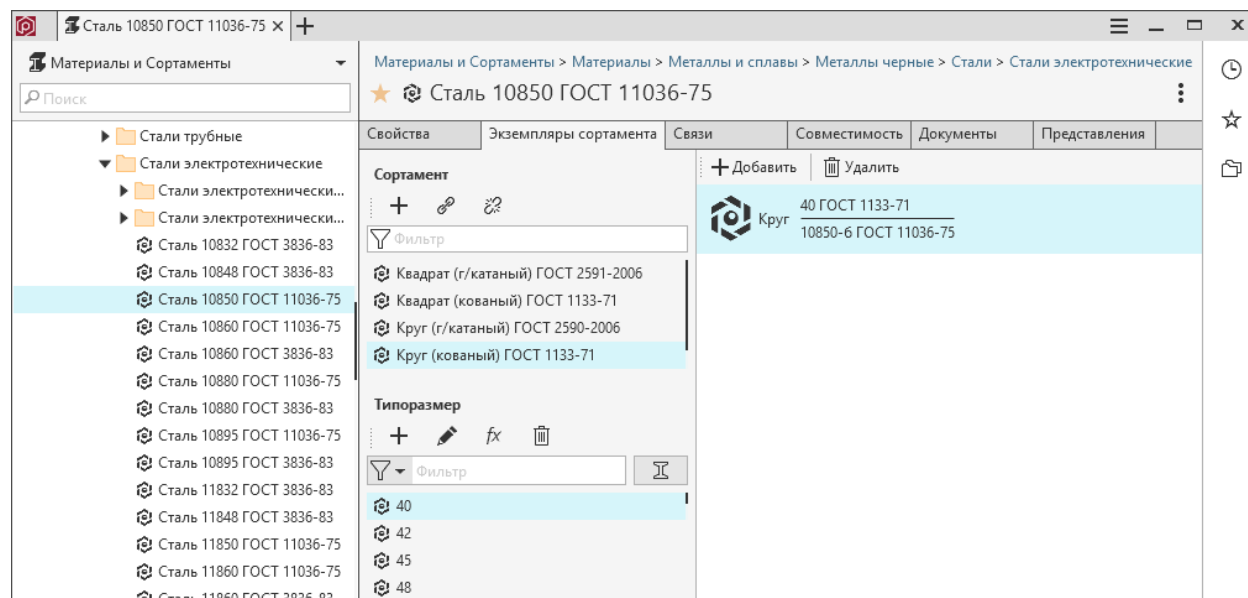 Сталь 10850 ГОСТ 11036-75
Материалы и Сортаменты
Поиск
Стали трубные
Стали электротехнические
Стали электротехнически...
Стали электротехнически...
Сталь 10832 ГОСТ 3836-83
Сталь 10848 ГОСТ 3836-83
Сталь 10850 ГОСТ 11036-75
Сталь 10860 ГОСТ 11036-75
Сталь 10860 ГОСТ 3836-83
Сталь 10880 ГОСТ 11036-75
Сталь 10880 ГОСТ 3836-83
Сталь 10895 ГОСТ 11036-75
Сталь 10895 ГОСТ 3836-83
Сталь 11832 ГОСТ 3836-83
Сталь 11848 ГОСТ 3836-83
Сталь 11850 ГОСТ 11036-75
Сталь 11860 ГОСТ 11036-75
Сталь 11860 ГОСТ 3836-83
Материалы и Сортаменты > Материалы > Металлы и сплавы > Металлы черные > Стали > Стали электротехнические
Сталь 10850 ГОСТ 11036-75
Свойства Экземпляры сортамента Связи Совместимость Документы Представления
Сортамент
Фильтр
Квадрат (г/катаный) ГОСТ 2591-2006
Квадрат (кованый) ГОСТ 1133-71
Круг (г/катаный) ГОСТ 2590-2006
Круг (кованый) ГОСТ 1133-71
Типоразмер
fx
Фильтр
40
42
45
48
Добавить Удалить
40 ГОСТ 1133-71
Круг
10850-6 ГОСТ 11036-75